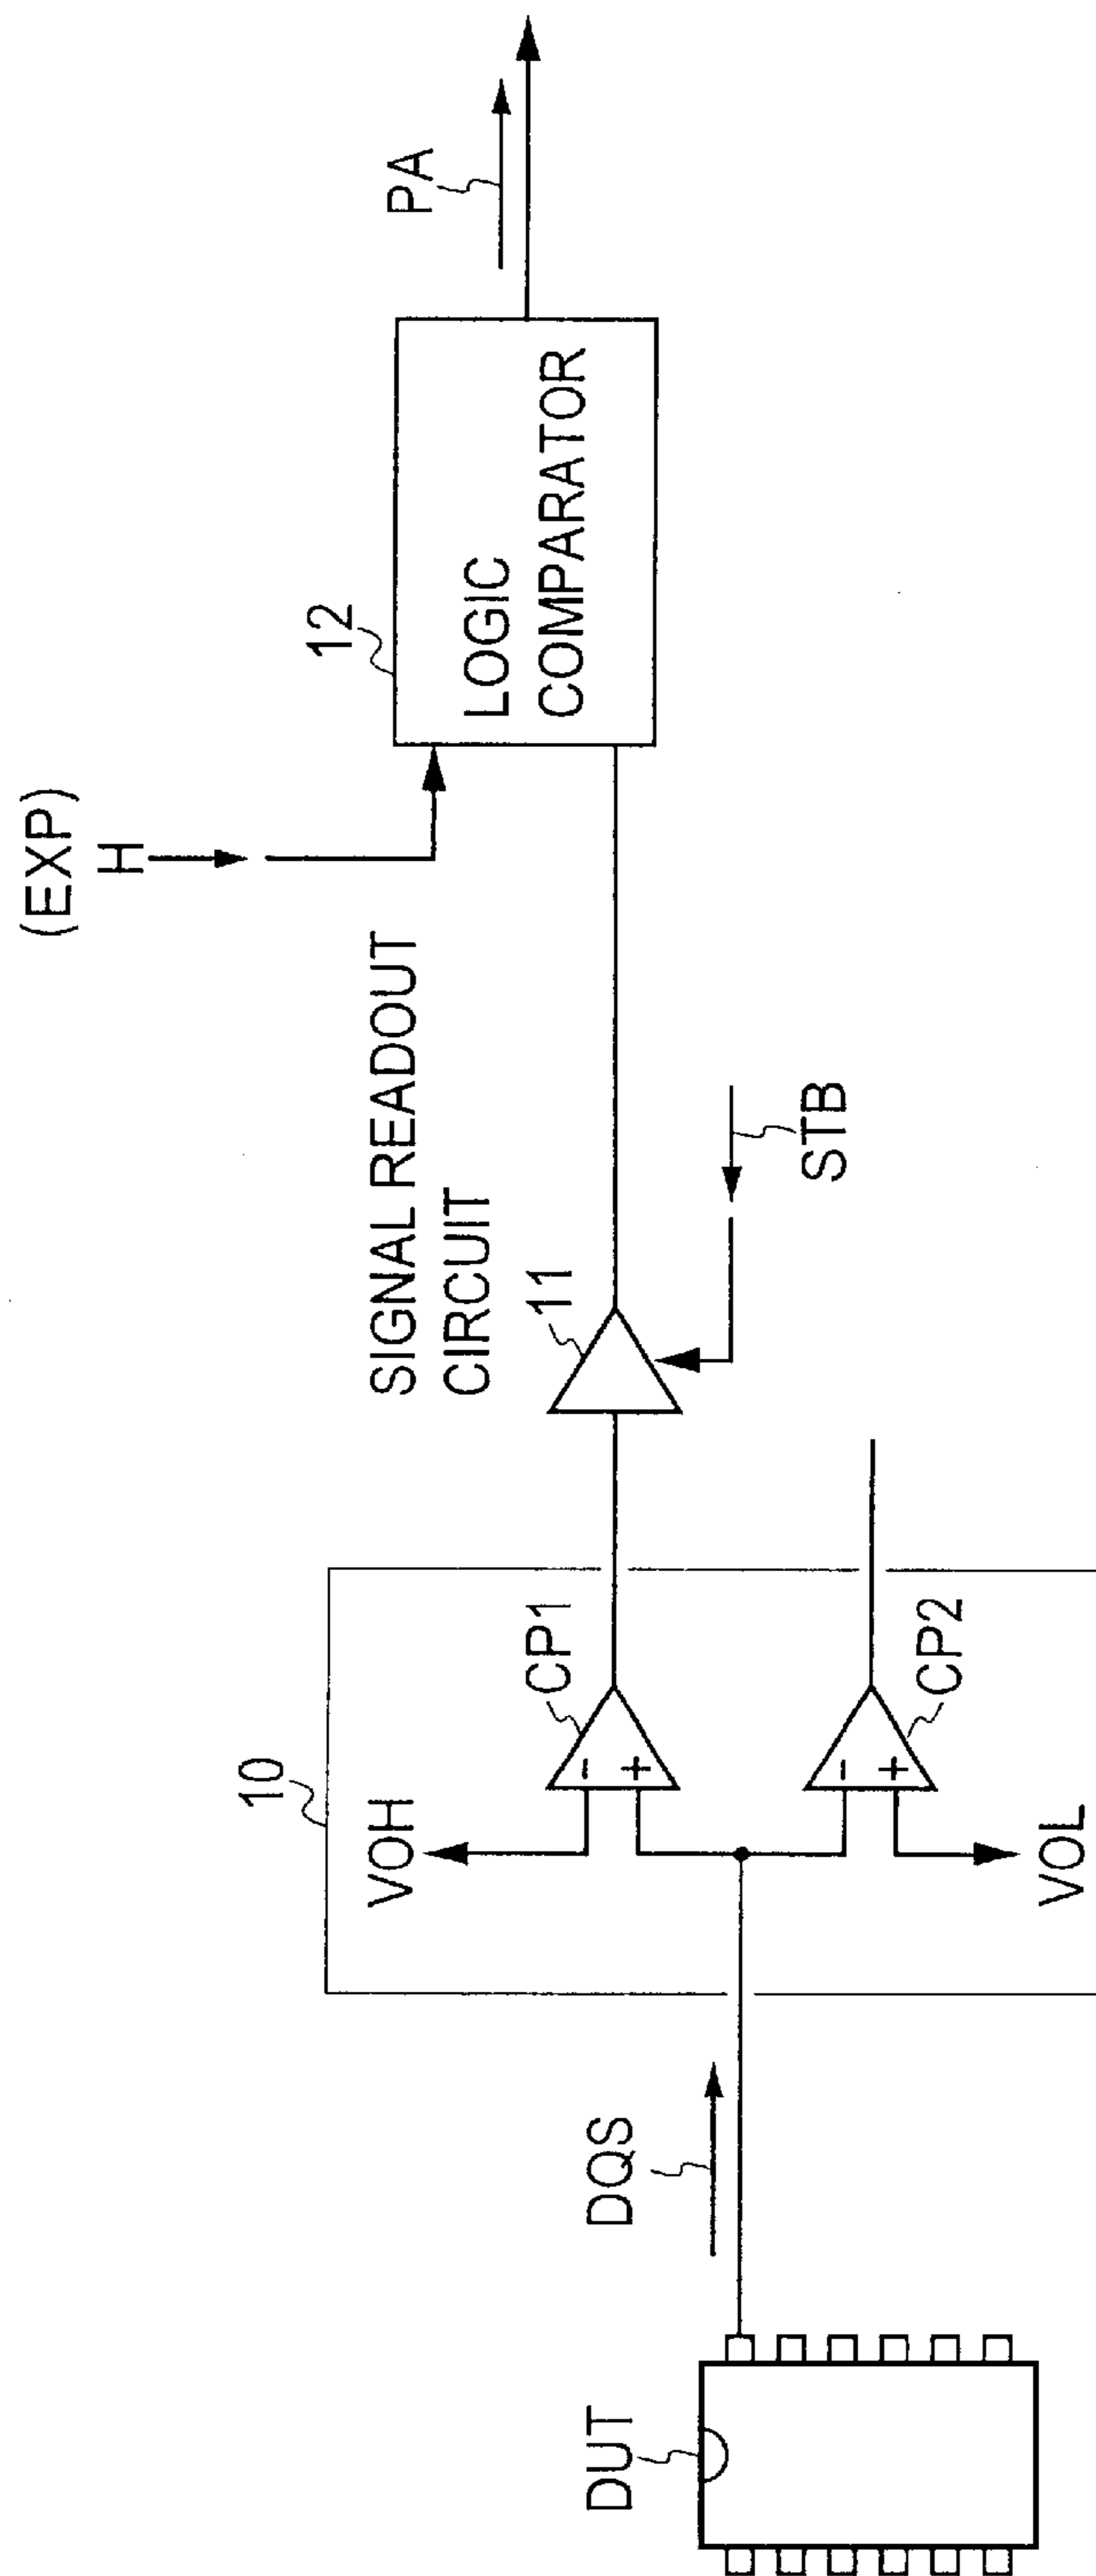 (EXP)
H
PA
12
LOGIC
COMPARATOR
SIGNAL READOUT
CIRCUIT
11
STB
10
VOH
-
+
CP1
-
+
CP2
VOL
DQS
DUT